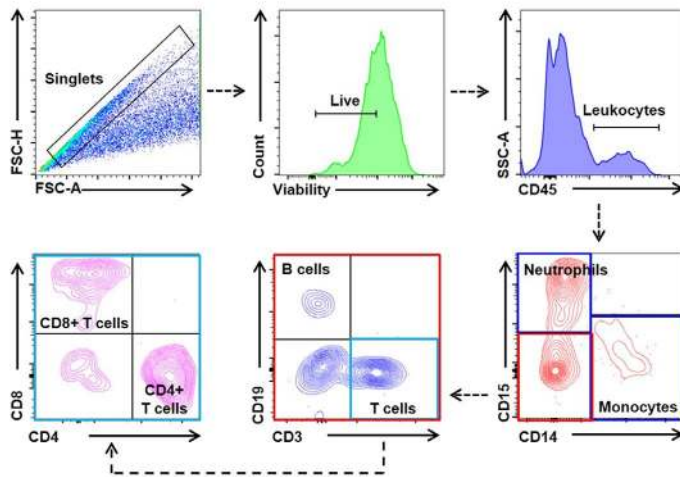 FSC-H
Singlets
FSC-A
Count
Live
Viability
SSC-A
Leukocytes
CD45
CD8
CD8+ T cells
CD4+
T cells
CD4
CD19
B cells
T cells
CD3
CD15
Neutrophils
Monocytes
CD14